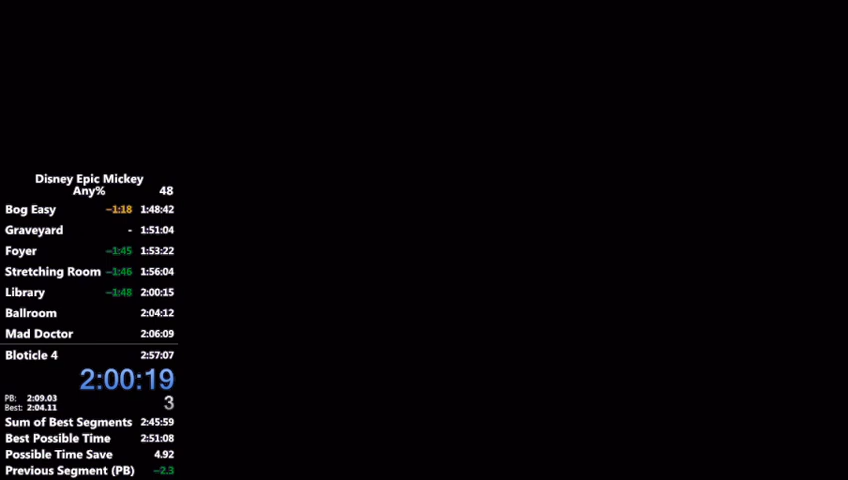 Disney Epic Mickey
Any% 48
Bog Easy −1:18 1:48:42
Graveyard - 1:51:04
Foyer −1:45 1:53:22
Stretching Room −1:46 1:56:04
Library −1:48 2:00:15
Ballroom 2:04:12
Mad Doctor 2:06:09
Bloticle 4 2:57:07
2:00:19
PB: 2:09.03 3
Best: 2:04.11
Sum of Best Segments 2:45:59
Best Possible Time 2:51:08
Possible Time Save 4.92
Previous Segment (PB) −2.3